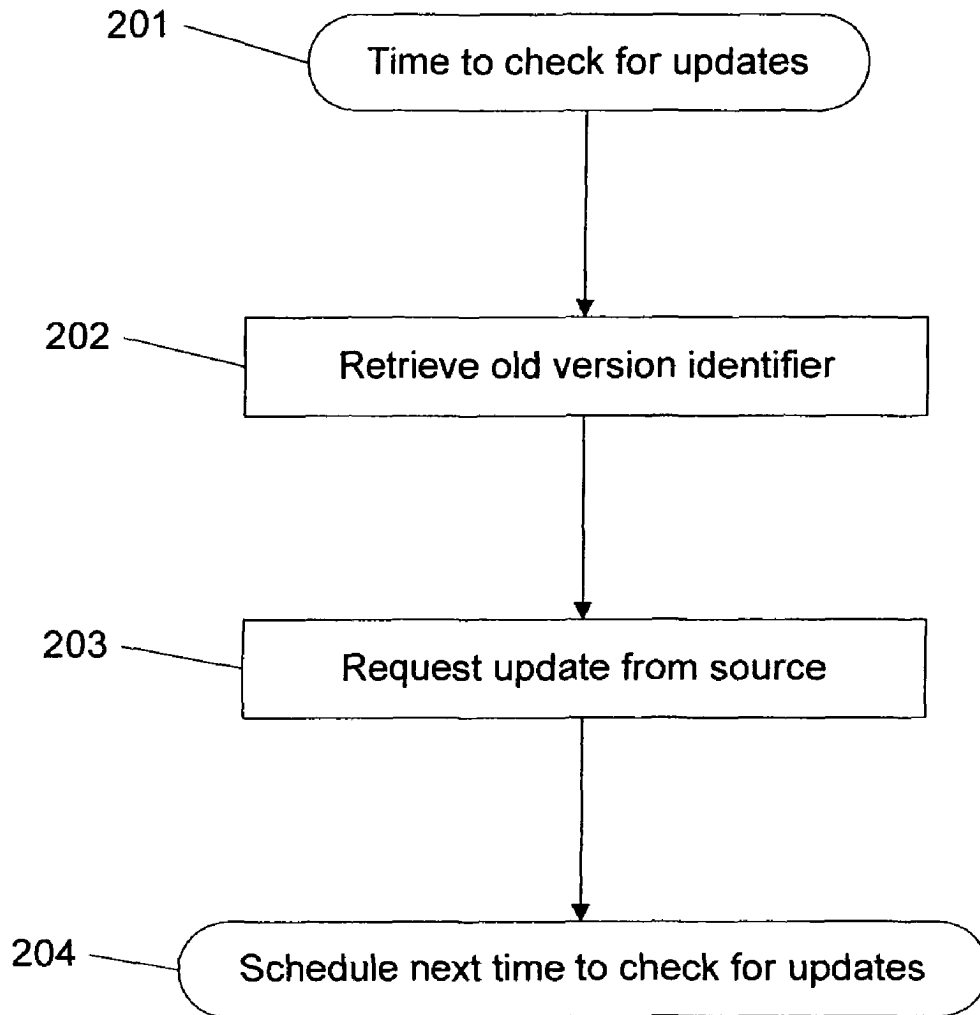 201
Time to check for updates
202
Retrieve old version identifier
203
Request update from source
204
Schedule next time to check for updates